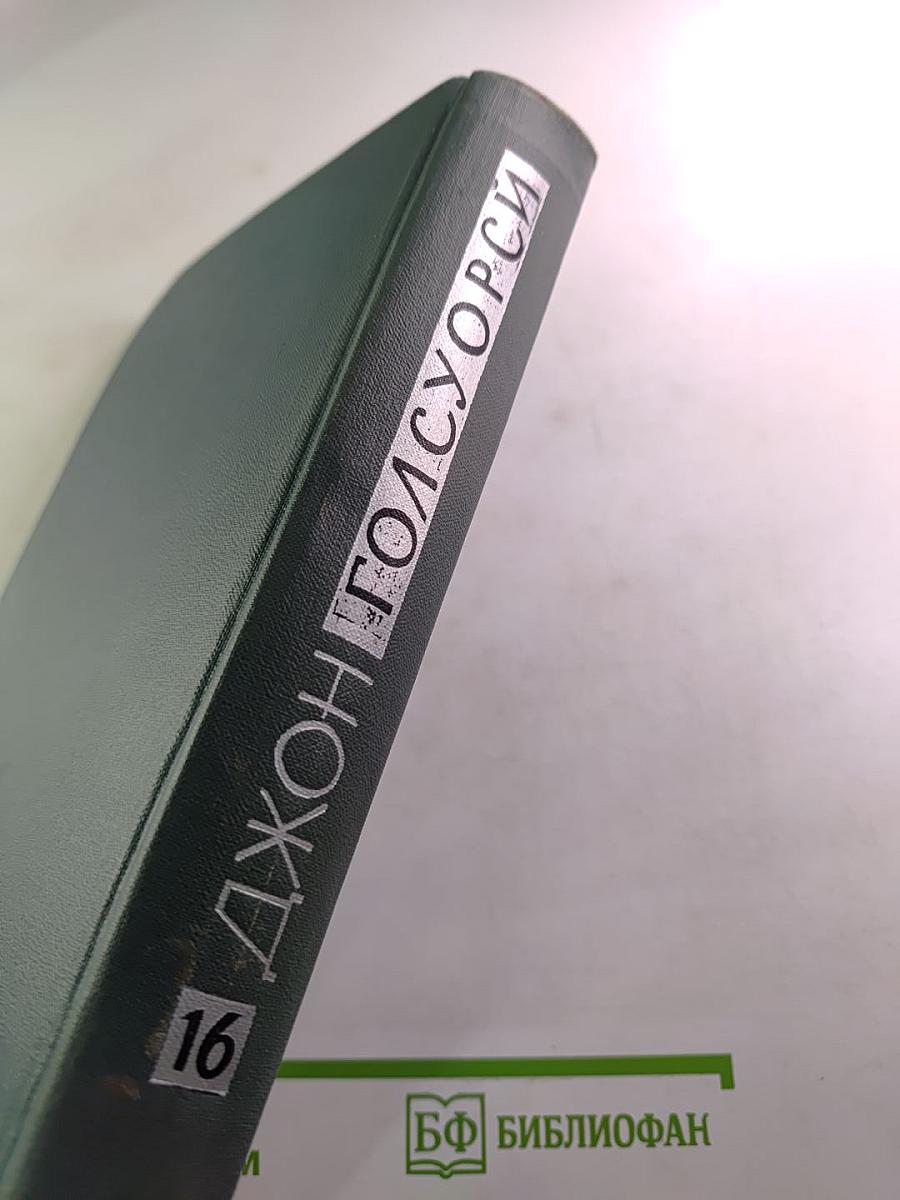 ДЖОН ГОЛСУОРСИ
16
БФ БИБЛИОФАН
и